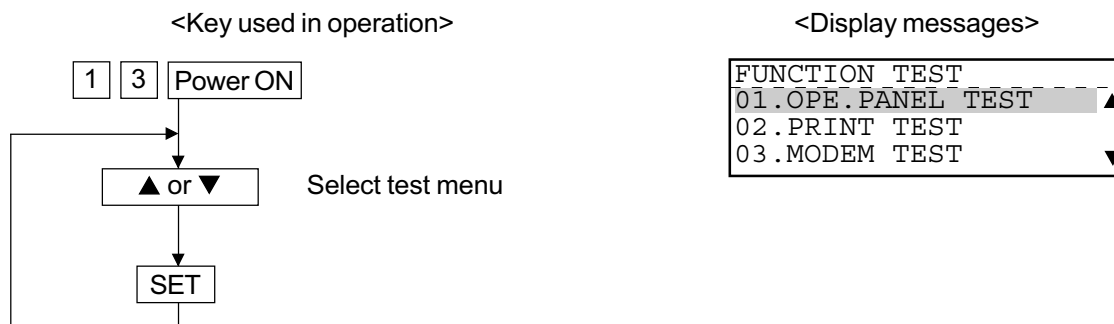 <Key used in operation>
1 3 Power ON
▲ or ▼ Select test menu
SET
<Display messages>
FUNCTION TEST
01.OPE.PANEL TEST ▲
02.PRINT TEST
03.MODEM TEST ▼